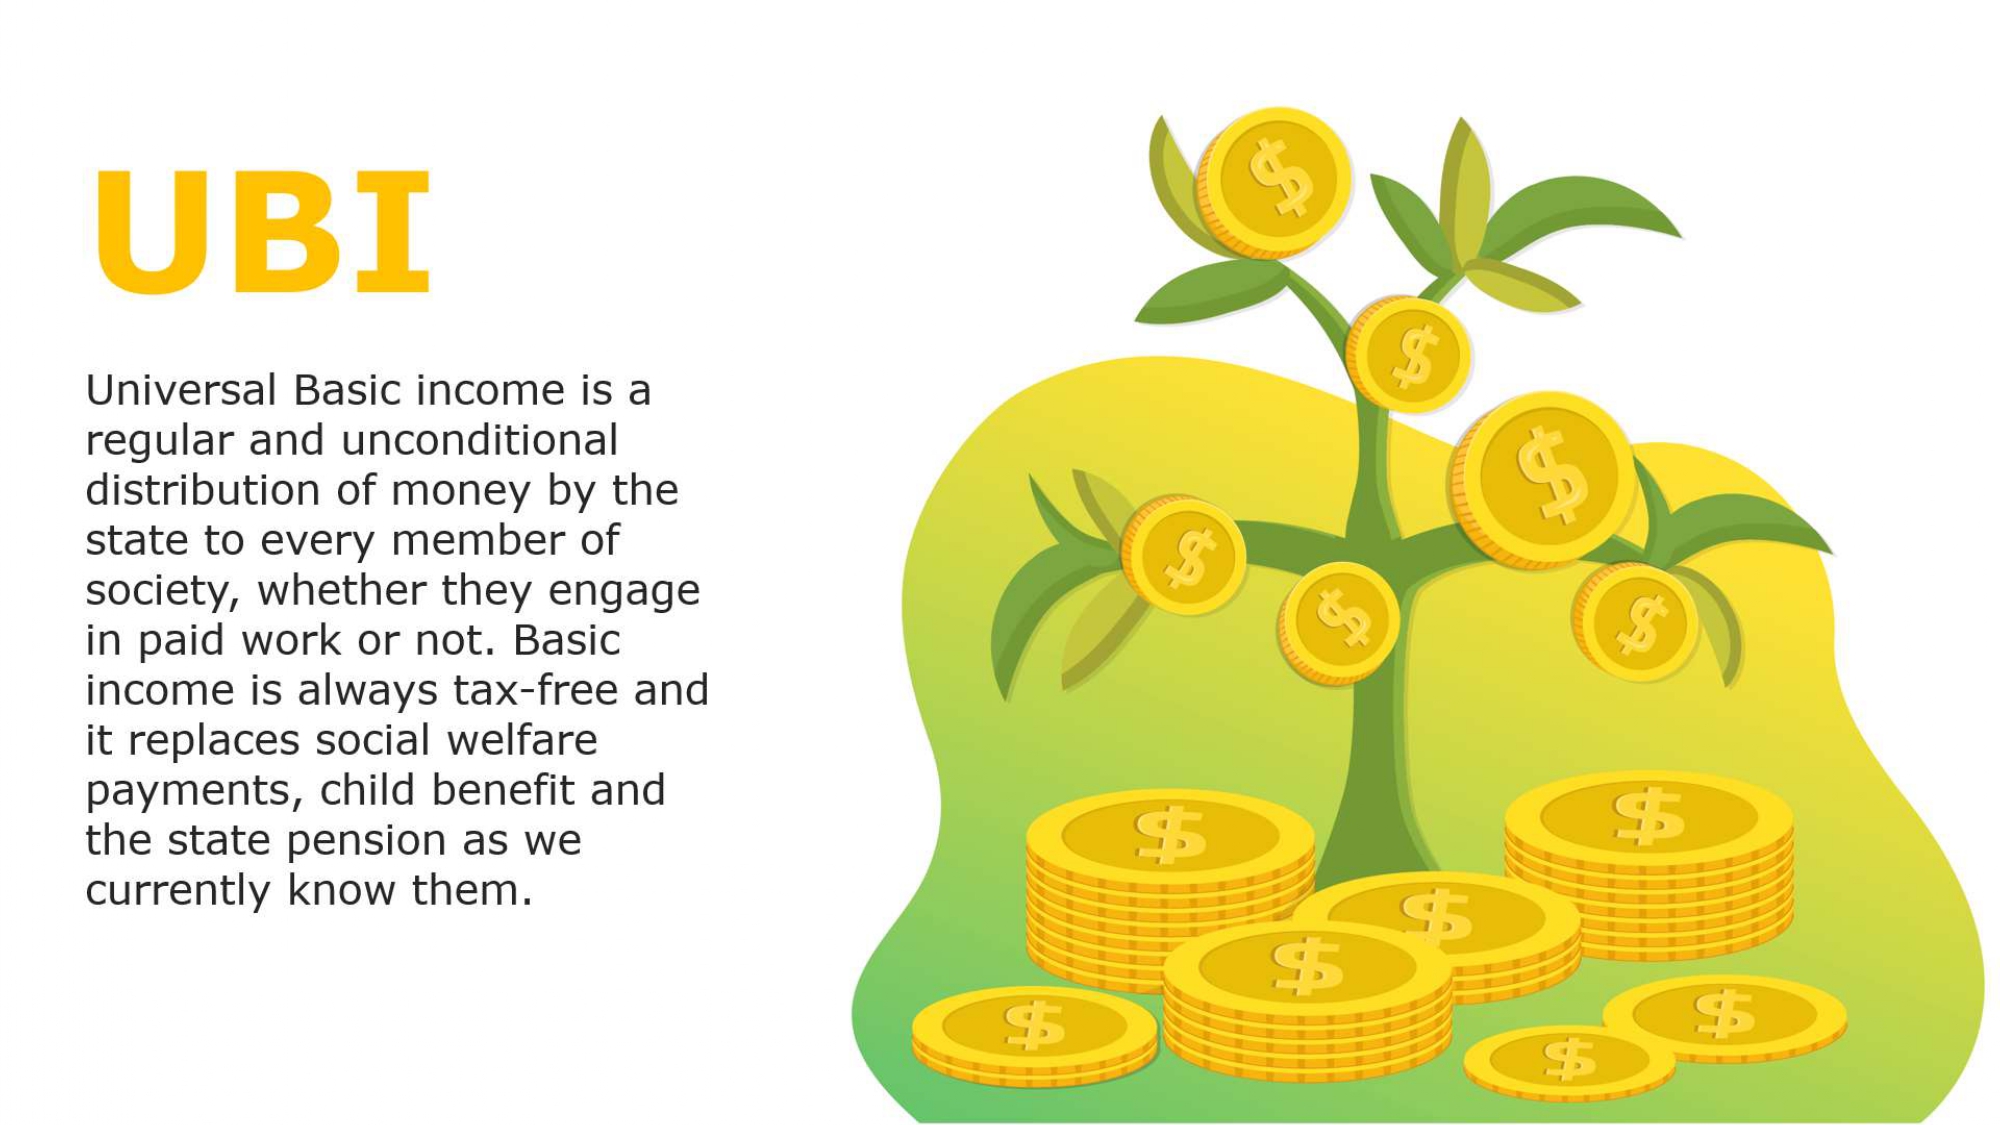 UBI
Universal Basic income is a
regular and unconditional
distribution of money by the
state to every member of
society, whether they engage
in paid work or not. Basic
income is always tax-free and
it replaces social welfare
payments, child benefit and
the state pension as we
currently know them.
$
$
$
$
$
$
$
$
$
$
$
$
$